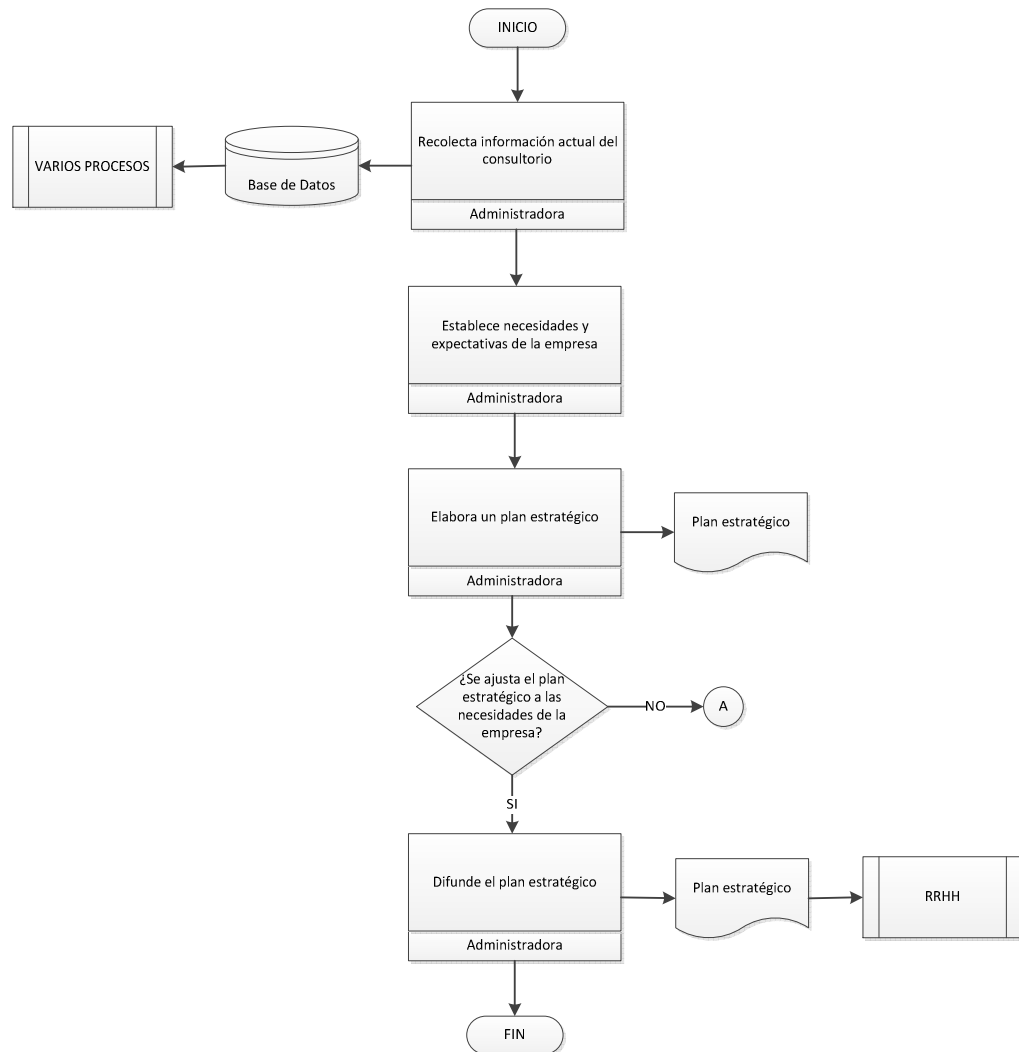 INICIO
Recolecta información actual del
consultorio
Administradora
Base de Datos
VARIOS PROCESOS
Establece necesidades y
expectativas de la empresa
Administradora
Elabora un plan estratégico
Administradora
Plan estratégico
¿Se ajusta el plan
estratégico a las
necesidades de la
empresa?
NO
A
SI
Difunde el plan estratégico
Administradora
Plan estratégico
RRHH
FIN